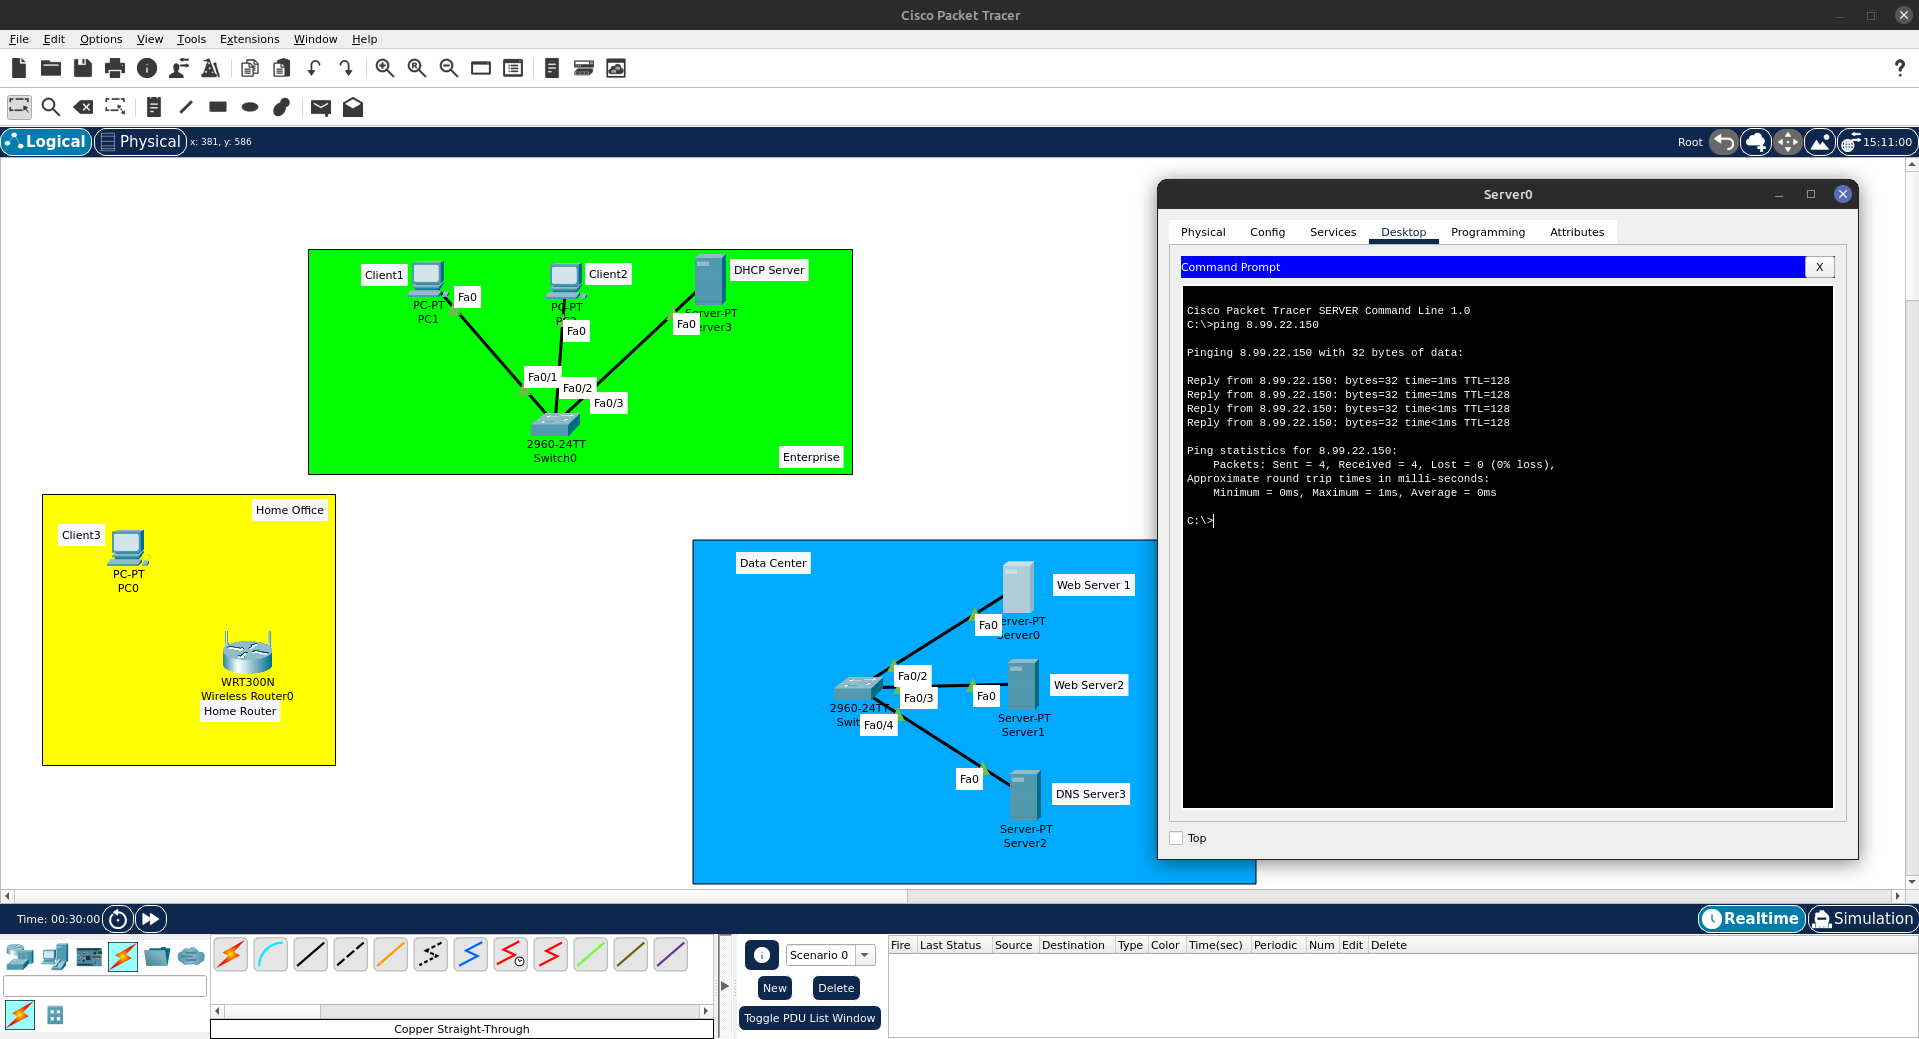 Cisco Packet Tracer
File Edit Options View Tools Extensions Window Help
Logical Physical x: 381, y: 586 Root 15:11:00
Client1
PC-PT
PC1
Fa0
Client2
PC-PT
Fa0
DHCP Server
Server-PT
erver3
Fa0
Fa0/1
Fa0/2
Fa0/3
2960-24TT
Switch0
Enterprise
Home Office
Client3
PC-PT
PC0
WRT300N
Wireless Router0
Home Router
Data Center
Web Server 1
erver-PT
Server0
Fa0
Fa0/2
Fa0/3
Fa0
Web Server2
2960-24TT
Swit
Fa0/4
Server-PT
Server1
Fa0
DNS Server3
Server-PT
Server2
Server0
Physical Config Services Desktop Programming Attributes
Command Prompt X
Cisco Packet Tracer SERVER Command Line 1.0
C:\>ping 8.99.22.150
Pinging 8.99.22.150 with 32 bytes of data:
Reply from 8.99.22.150: bytes=32 time=1ms TTL=128
Reply from 8.99.22.150: bytes=32 time=1ms TTL=128
Reply from 8.99.22.150: bytes=32 time<1ms TTL=128
Reply from 8.99.22.150: bytes=32 time<1ms TTL=128
Ping statistics for 8.99.22.150:
Packets: Sent = 4, Received = 4, Lost = 0 (0% loss),
Approximate round trip times in milli-seconds:
Minimum = 0ms, Maximum = 1ms, Average = 0ms
C:\>
Top
Time: 00:30:00 Realtime Simulation
Scenario 0
New Delete
Toggle PDU List Window
Fire Last Status Source Destination Type Color Time(sec) Periodic Num Edit Delete
Copper Straight-Through